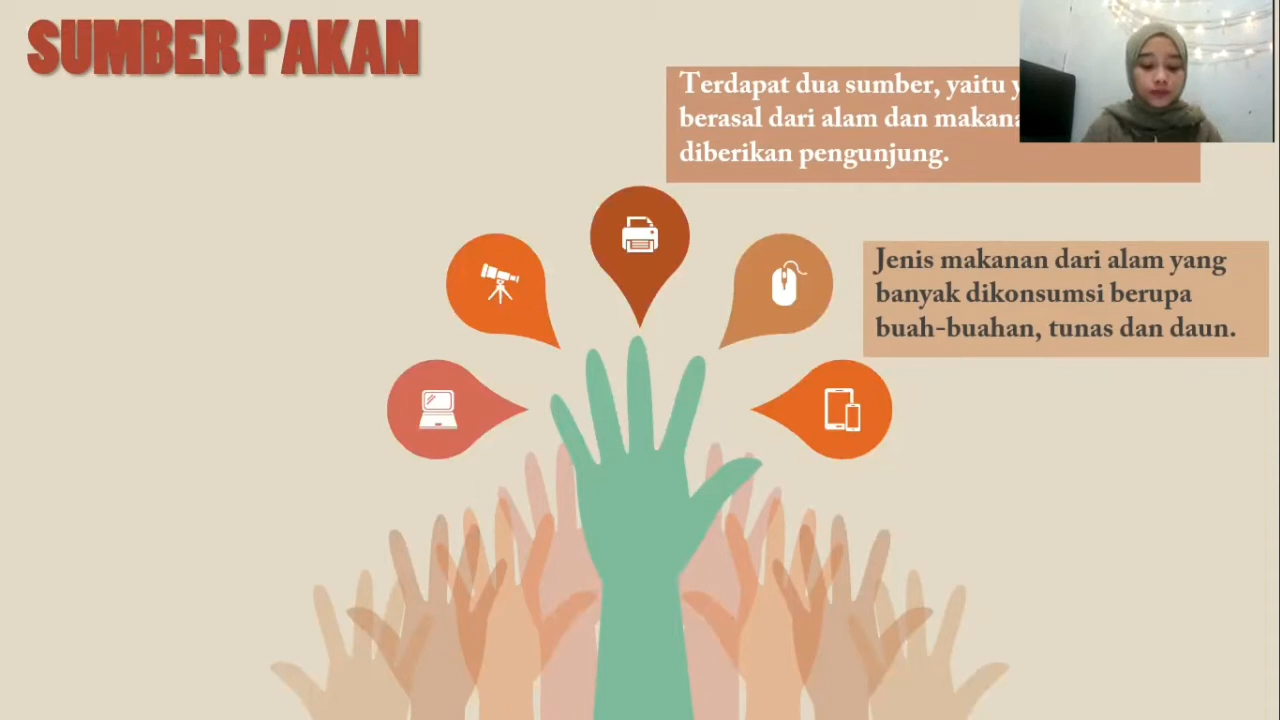 SUMBER PAKAN
Terdapat dua sumber, yaitu
berasal dari alam dan
diberikan pengunjung.
Jenis makanan dari alam yang
banyak dikonsumsi berupa
buah-buahan, tunas dan daun.